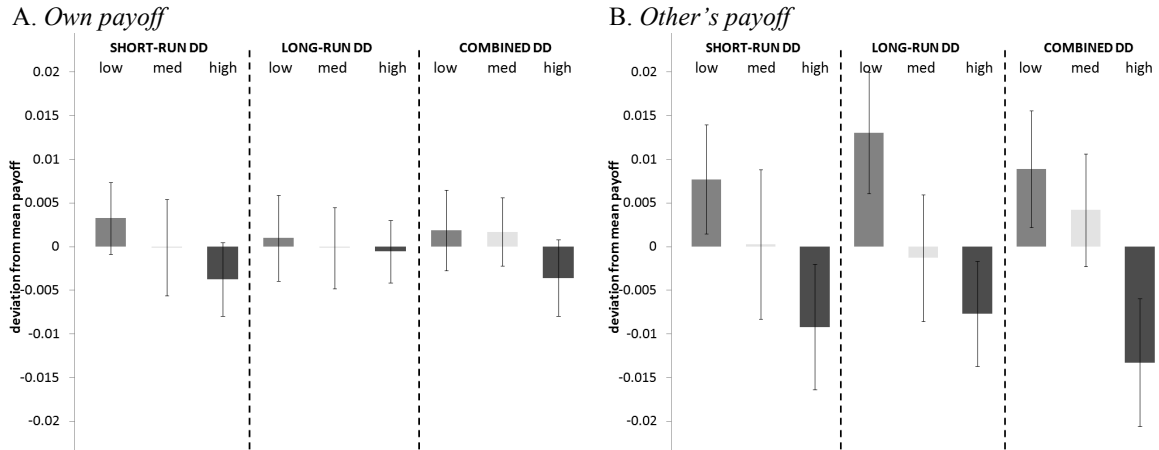 A. Own payoff
SHORT-RUN DD LONG-RUN DD COMBINED DD
low med high low med high low med high
0.02
0.015
0.01
0.005
0
-0.005
-0.01
-0.015
-0.02
deviation from mean payoff
B. Other's payoff
SHORT-RUN DD LONG-RUN DD COMBINED DD
low med high low med high low med high
0.02
0.015
0.01
0.005
0
-0.005
-0.01
-0.015
-0.02
deviation from mean payoff